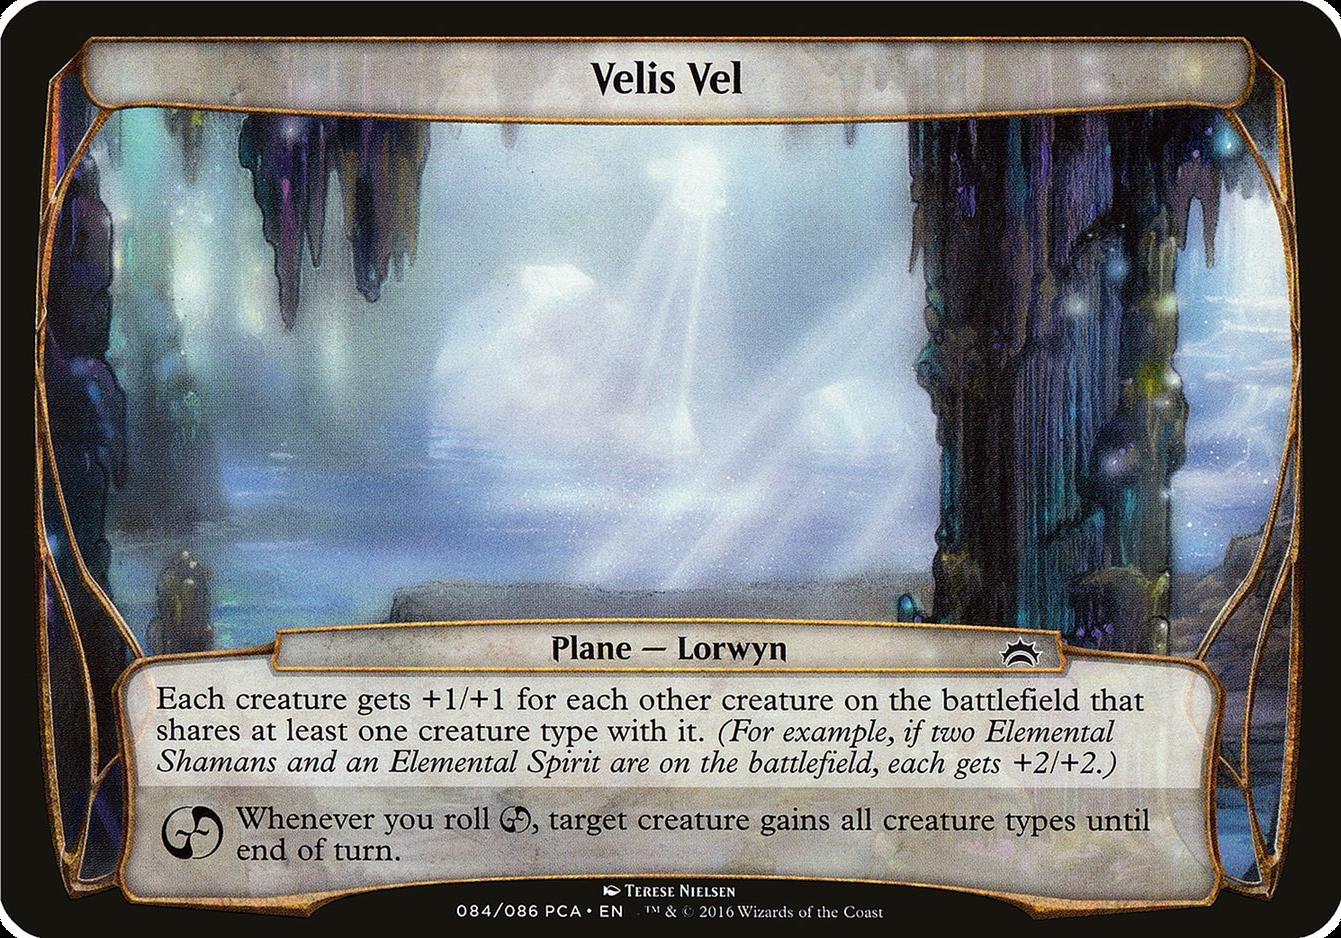 Velis Vel
Plane — Lorwyn
Each creature gets +1/+1 for each other creature on the battlefield that
shares at least one creature type with it. (For example, if two Elemental
Shamans and an Elemental Spirit are on the battlefield, each gets +2/+2.)
Whenever you roll , target creature gains all creature types until
end of turn.
Terese Nielsen
084/086 PCA • EN ™ & © 2016 Wizards of the Coast